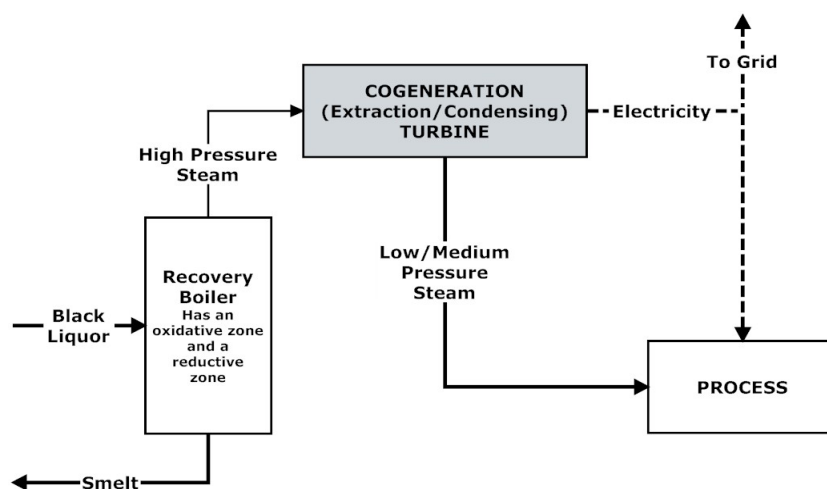 To Grid
COGENERATION
(Extraction/Condensing)
TURBINE
Electricity
High Pressure
Steam
Low/Medium
Pressure
Steam
Recovery
Boiler
Has an
oxidative zone
and a
reductive
zone
Black
Liquor
PROCESS
Smelt